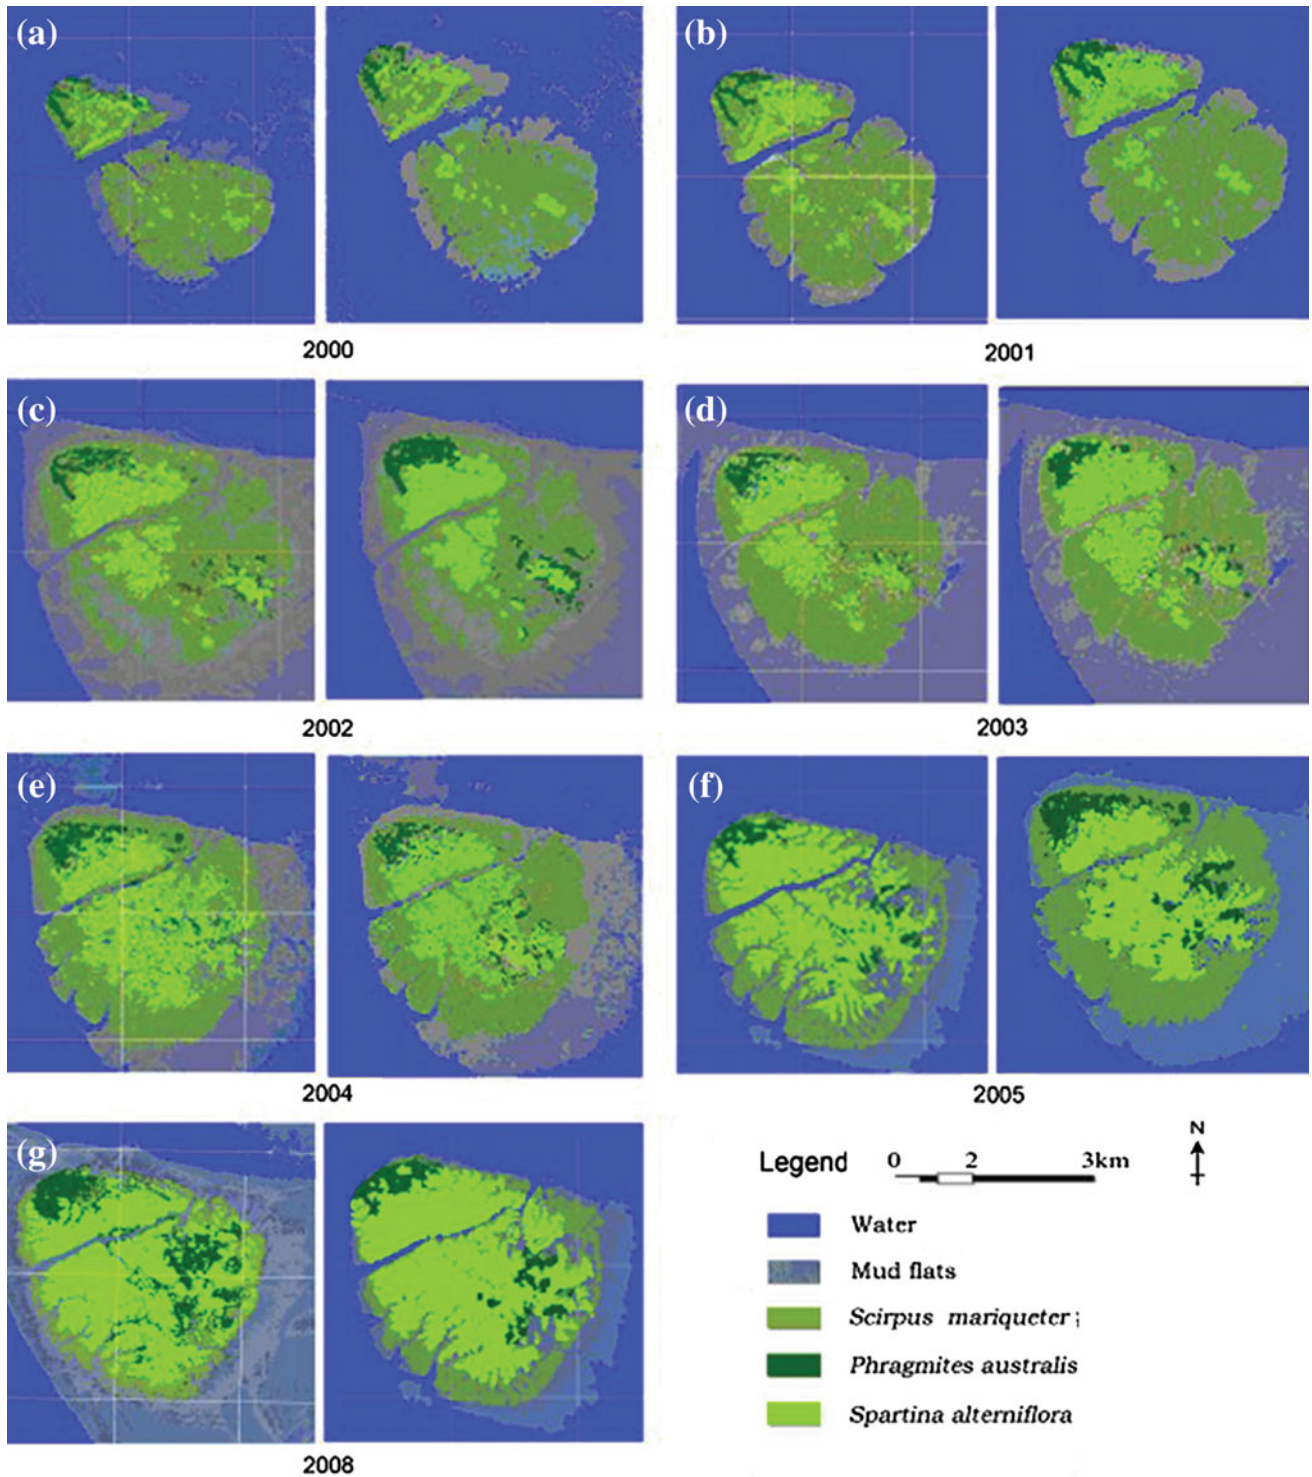 (a)
(b)
2000
2001
(c)
(d)
2002
2003
(e)
(f)
2004
2005
(g)
2008
Legend 0 2 3km
N
Water
Mud flats
Scirpus mariqueter ;
Phragmites australis
Spartina alterniflora